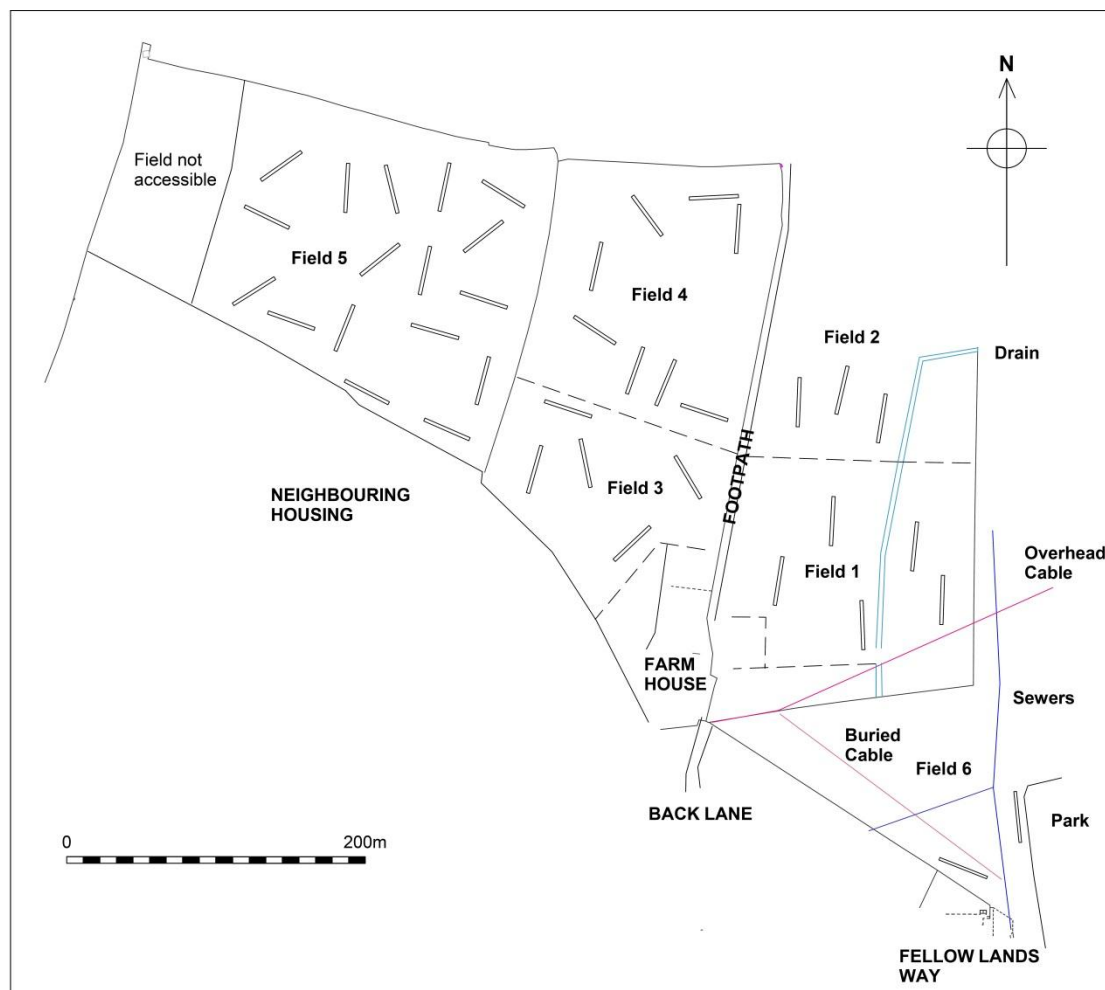 N
Field not
accessible
Field 5
Field 4
Field 2
Drain
FOOTPATH
NEIGHBOURING
HOUSING
Field 3
Overhead
Cable
Field 1
FARM
HOUSE
Sewers
Buried
Cable
Field 6
BACK LANE
Park
0
200m
FELLOW LANDS
WAY